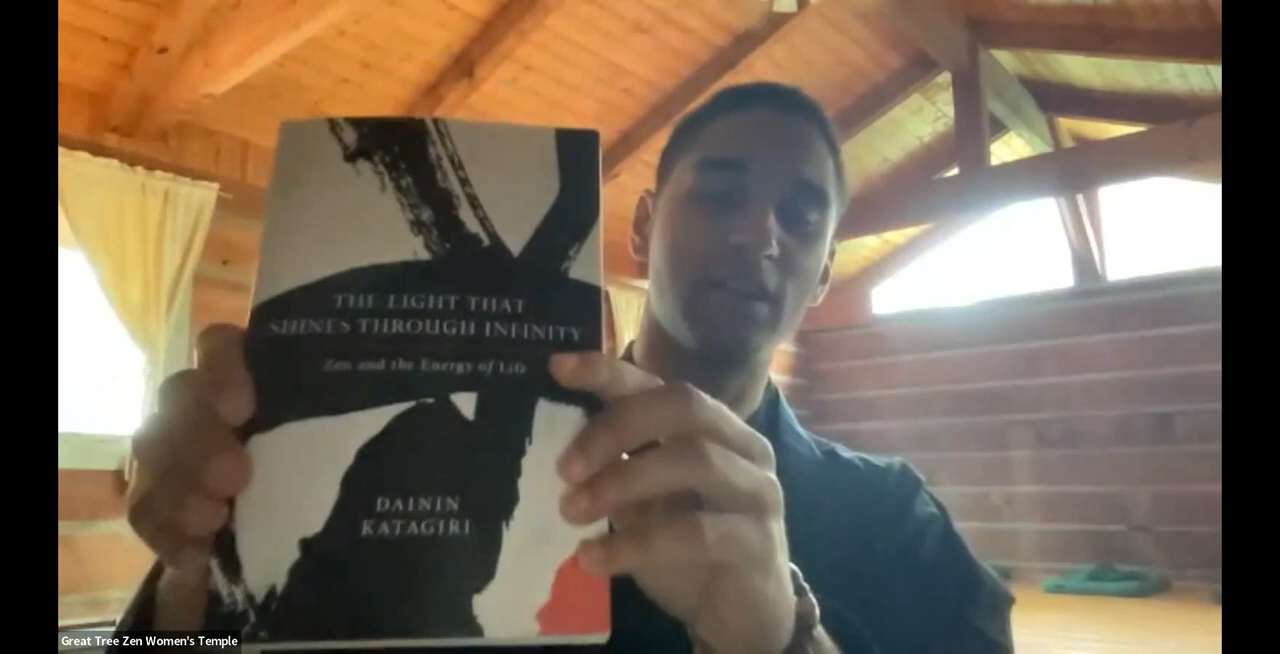 THE LIGHT THAT
SHINES THROUGH INFINITY
Zen and the Energy of Life
DAININ
KATAGIRI
Great Tree Zen Women's Temple